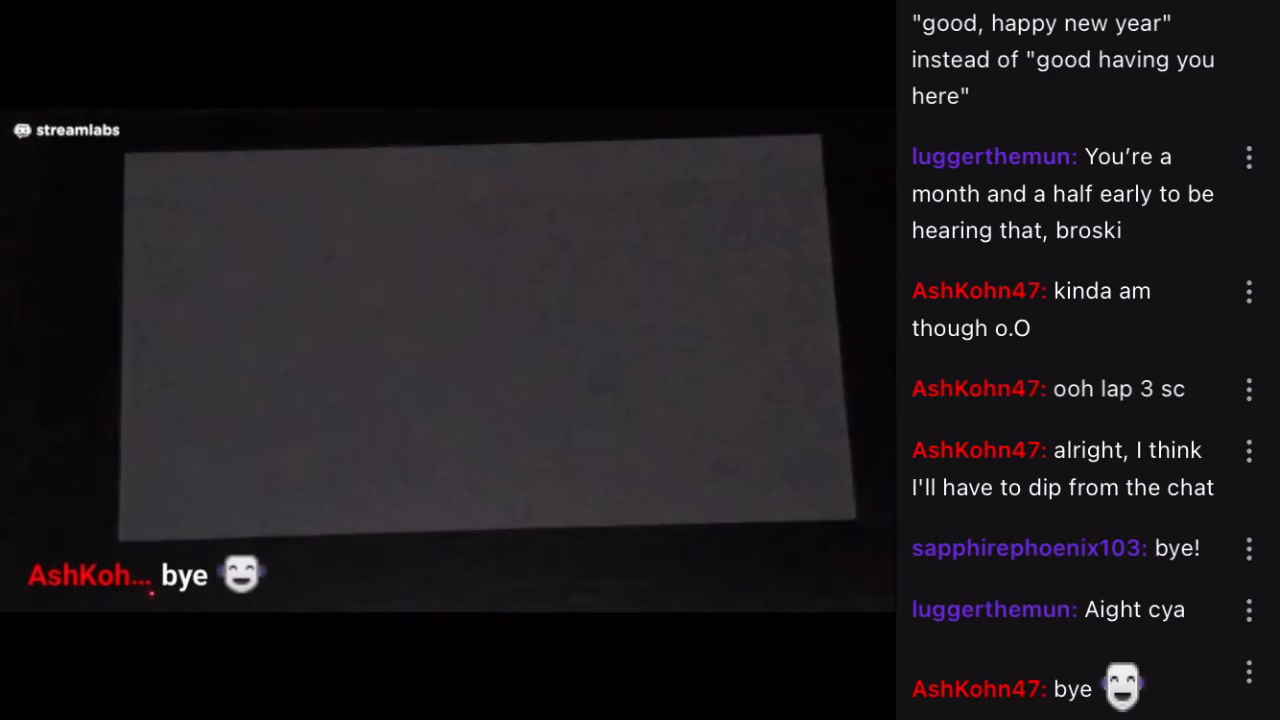 streamlabs
AshKoh... bye
"good, happy new year"
instead of "good having you
here"
luggerthemun: You’re a
month and a half early to be
hearing that, broski
AshKohn47: kinda am
though o.O
AshKohn47: ooh lap 3 sc
AshKohn47: alright, I think
I'll have to dip from the chat
sapphirephoenix103: bye!
luggerthemun: Aight cya
AshKohn47: bye